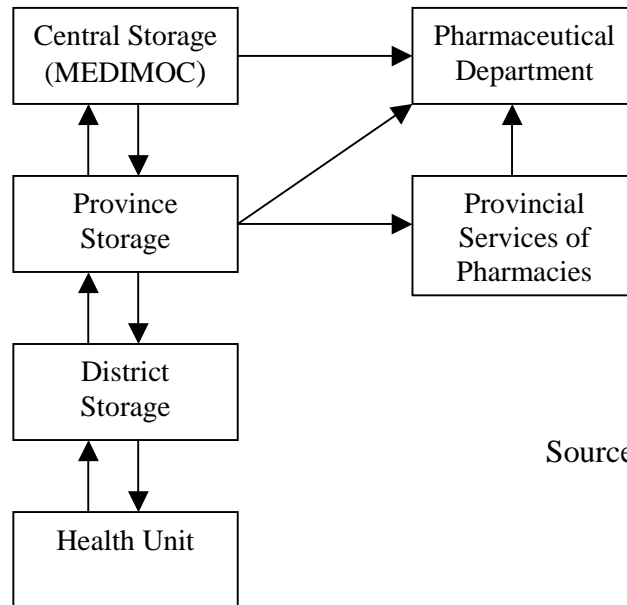 Central Storage
(MEDIMOC)
Pharmaceutical
Department
Province
Storage
Provincial
Services of
Pharmacies
District
Storage
Source
Health Unit